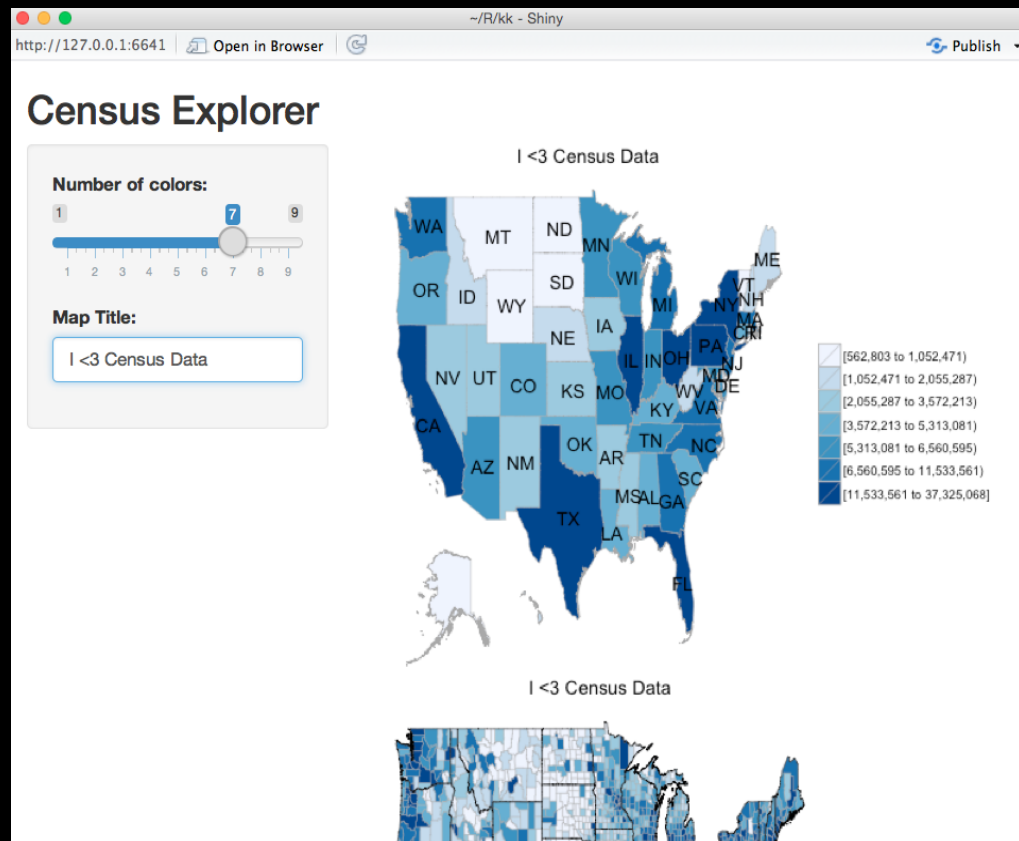 ~/R/kk - Shiny
http://127.0.0.1:6641 Open in Browser Publish
Census Explorer
Number of colors:
1 7 9
1 2 3 4 5 6 7 8 9
Map Title:
I <3 Census Data
I <3 Census Data
WA MT ND MN ME
OR ID WY SD WI MI VT NH
NY MA
CT RI
NE IA PA
NV UT CO KS MO IL IN OH NJ
MD DE
WV VA
KY
CA AZ NM OK AR TN NC
SC
MS AL GA
TX LA
FL
[562,803 to 1,052,471)
[1,052,471 to 2,055,287)
[2,055,287 to 3,572,213)
[3,572,213 to 5,313,081)
[5,313,081 to 6,560,595)
[6,560,595 to 11,533,561)
[11,533,561 to 37,325,068]
I <3 Census Data